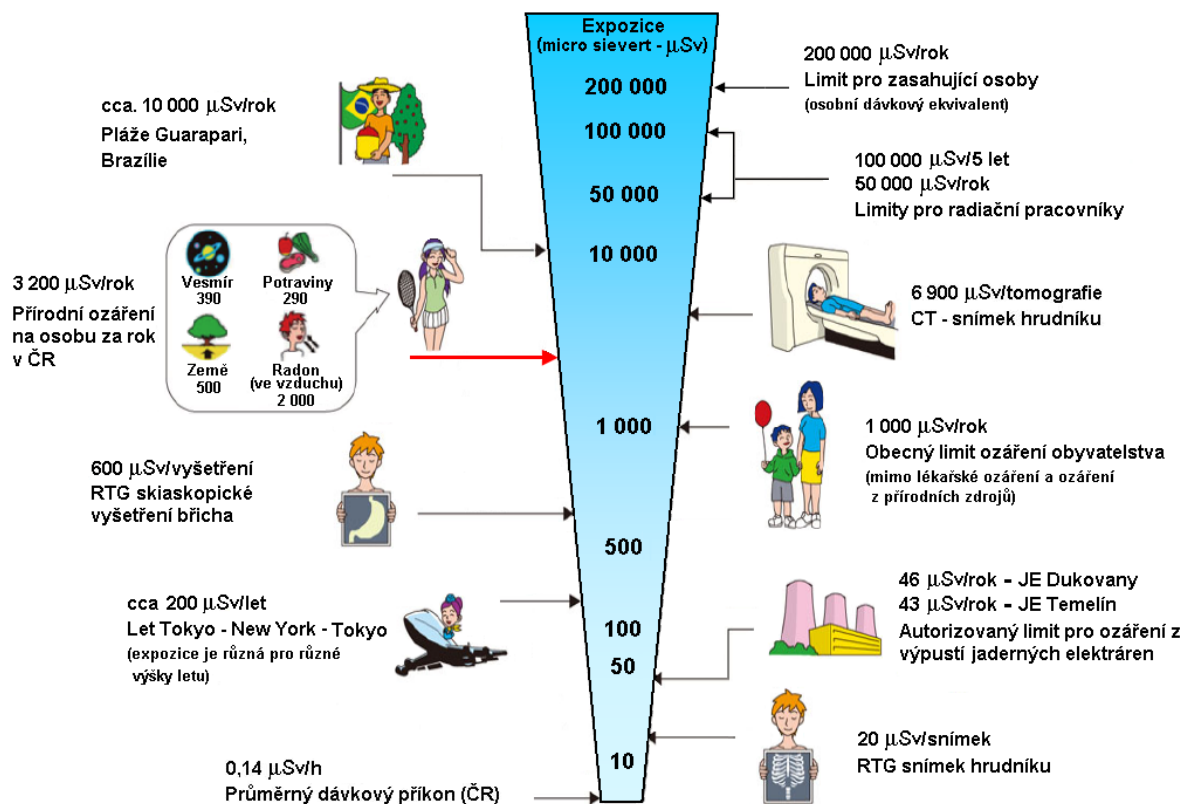 Expozice
(micro sievert - µSv)
200 000
100 000
50 000
10 000
1 000
500
100
50
10
cca. 10 000 µSv/rok
Pláže Guarapari,
Brazílie
3 200 µSv/rok
Přírodní ozáření
na osobu za rok
v ČR
Vesmír
390
Potraviny
290
Země
500
Radon
(ve vzduchu)
2 000
600 µSv/vyšetření
RTG skiaskopické
vyšetření břicha
cca 200 µSv/let
Let Tokyo - New York - Tokyo
(expozice je různá pro různé
výšky letu)
0,14 µSv/h
Průměrný dávkový příkon (ČR)
200 000 µSv/rok
Limit pro zasahující osoby
(osobní dávkový ekvivalent)
100 000 µSv/5 let
50 000 µSv/rok
Limity pro radiační pracovníky
6 900 µSv/tomografie
CT - snímek hrudníku
1 000 µSv/rok
Obecný limit ozáření obyvatelstva
(mimo lékařské ozáření a ozáření
z přírodních zdrojů)
46 µSv/rok - JE Dukovany
43 µSv/rok - JE Temelín
Autorizovaný limit pro ozáření z
výpustí jaderných elektráren
20 µSv/snímek
RTG snímek hrudníku